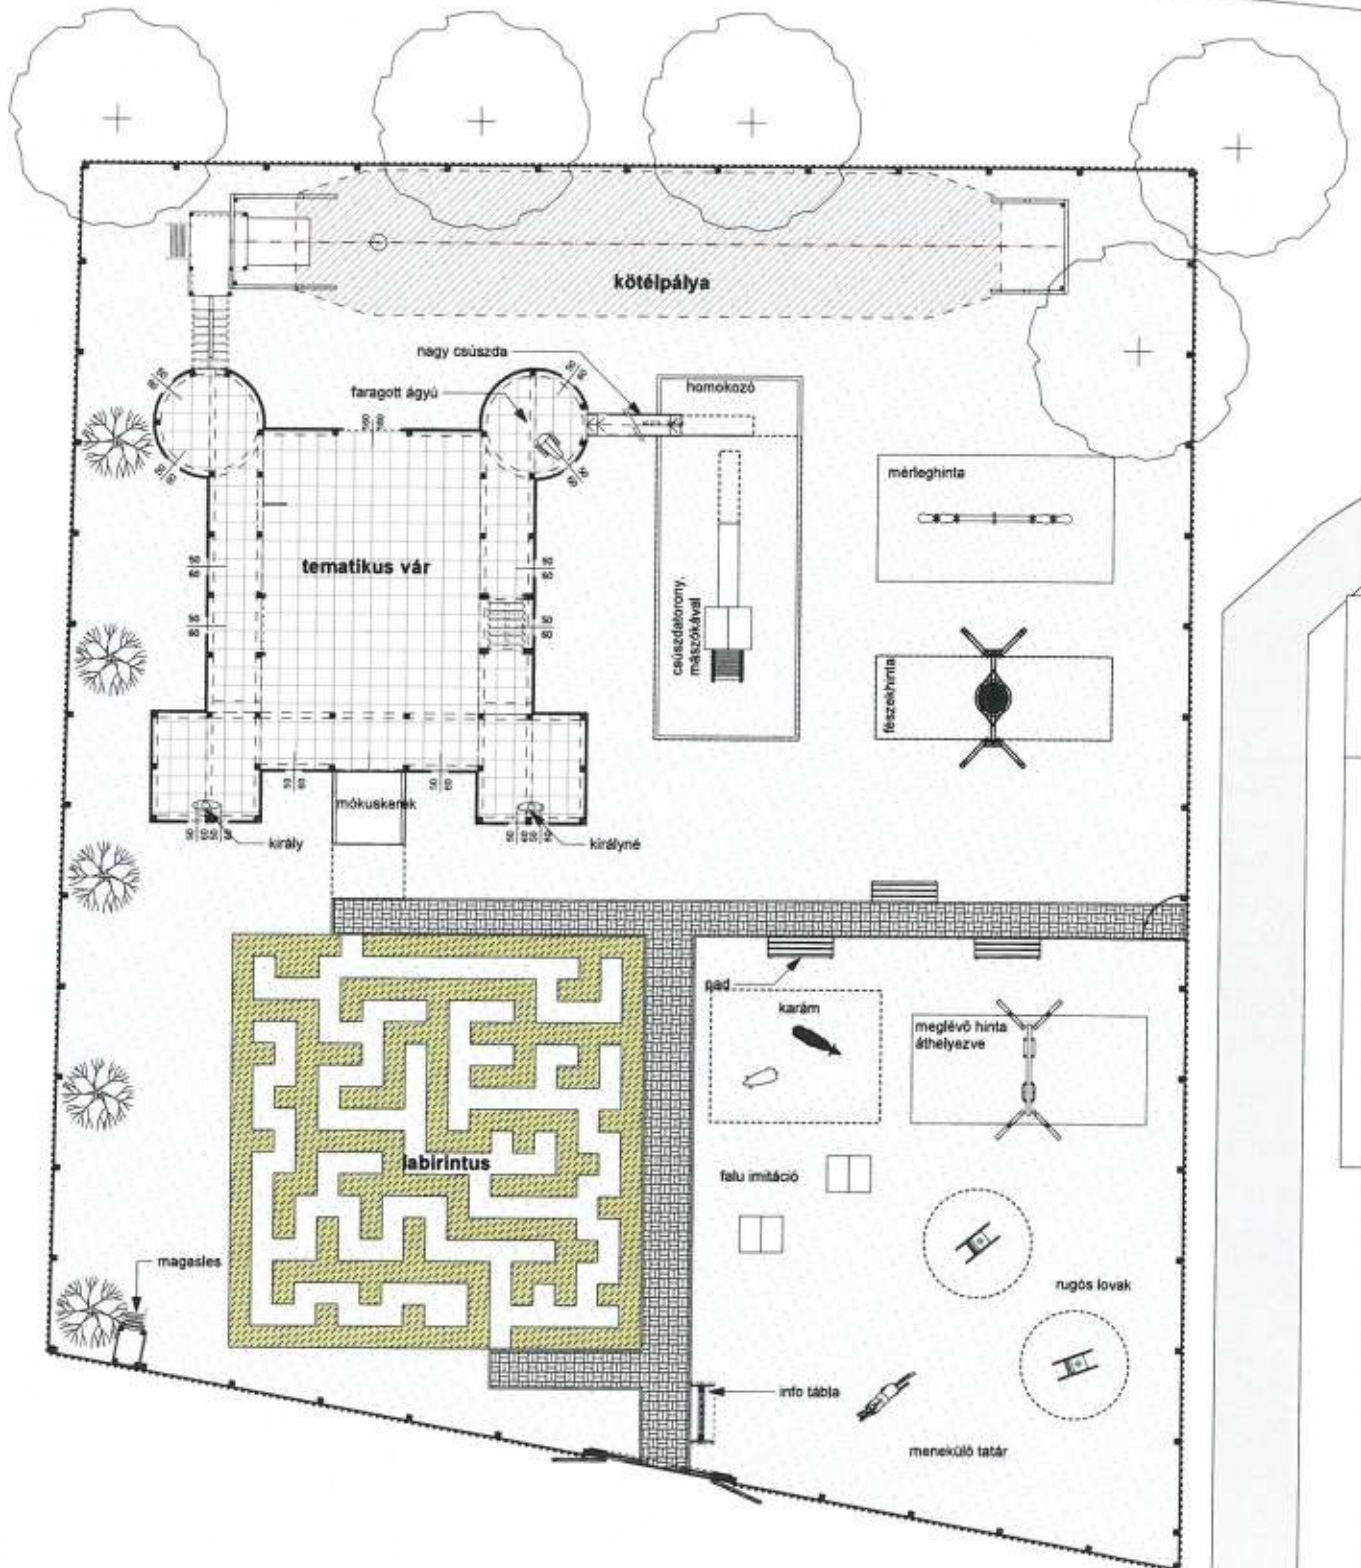 kötélpálya
nagy csúszda
faragott ágyú
homokozó
mérleghinta
tematikus vár
csúszdatorony,
mászókával
fészekhinta
mókuskerék
király
királyné
pad
karám
meglévő hinta
áthelyezve
labirintus
falu imitáció
magasles
rugós lovak
info tábla
menekülő tatár